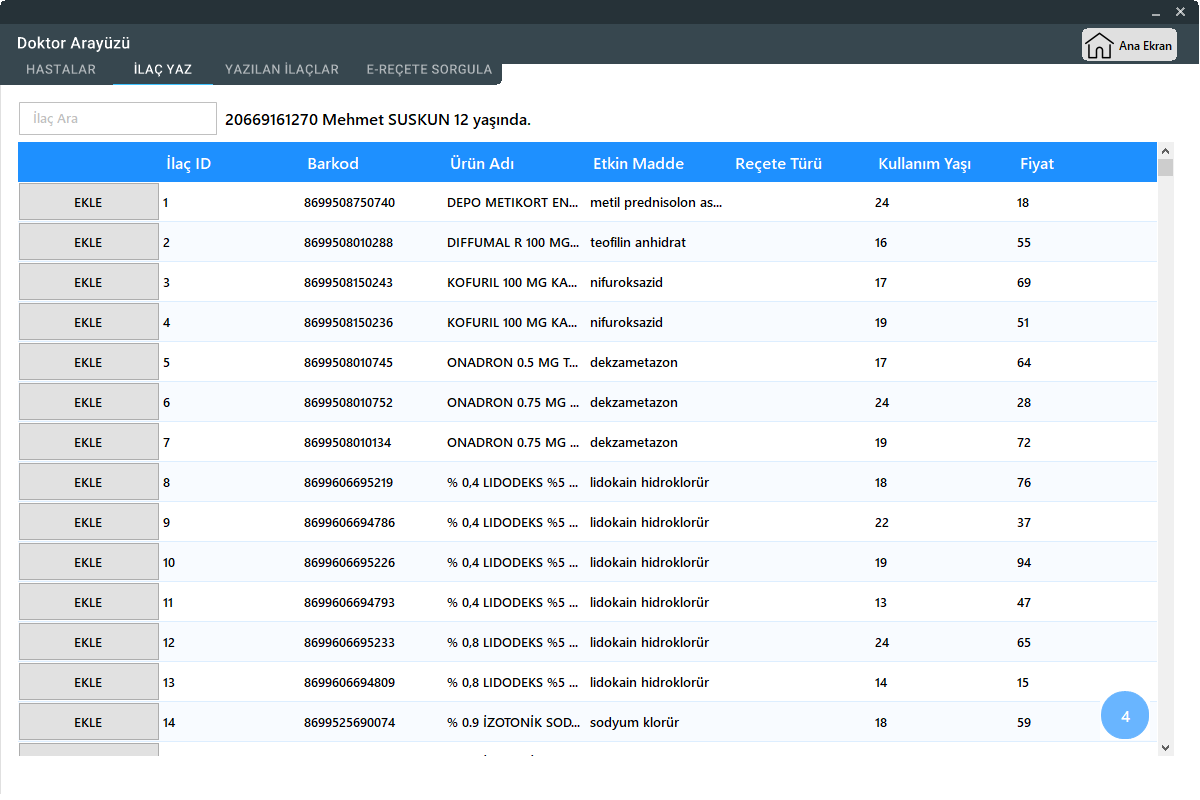 Doktor Arayüzü
Ana Ekran
HASTALAR İLAÇ YAZ YAZILAN İLAÇLAR E-REÇETE SORGULA
İlaç Ara
20669161270 Mehmet SUSKUN 12 yaşında.
İlaç ID Barkod Ürün Adı Etkin Madde Reçete Türü Kullanım Yaşı Fiyat
EKLE 1 8699508750740 DEPO METIKORT EN... metil prednisolon as... 24 18
EKLE 2 8699508010288 DIFFUMAL R 100 MG... teofilin anhidrat 16 55
EKLE 3 8699508150243 KOFURIL 100 MG KA... nifuroksazid 17 69
EKLE 4 8699508150236 KOFURIL 100 MG KA... nifuroksazid 19 51
EKLE 5 8699508010745 ONADRON 0.5 MG T... dekzametazon 17 64
EKLE 6 8699508010752 ONADRON 0.75 MG ... dekzametazon 24 28
EKLE 7 8699508010134 ONADRON 0.75 MG ... dekzametazon 19 72
EKLE 8 8699606695219 % 0,4 LIDODEKS %5 ... lidokain hidroklorür 18 76
EKLE 9 8699606694786 % 0,4 LIDODEKS %5 ... lidokain hidroklorür 22 37
EKLE 10 8699606695226 % 0,4 LIDODEKS %5 ... lidokain hidroklorür 19 94
EKLE 11 8699606694793 % 0,4 LIDODEKS %5 ... lidokain hidroklorür 13 47
EKLE 12 8699606695233 % 0,8 LIDODEKS %5 ... lidokain hidroklorür 24 65
EKLE 13 8699606694809 % 0,8 LIDODEKS %5 ... lidokain hidroklorür 14 15
EKLE 14 8699525690074 % 0.9 İZOTONİK SOD... sodyum klorür 18 59
4